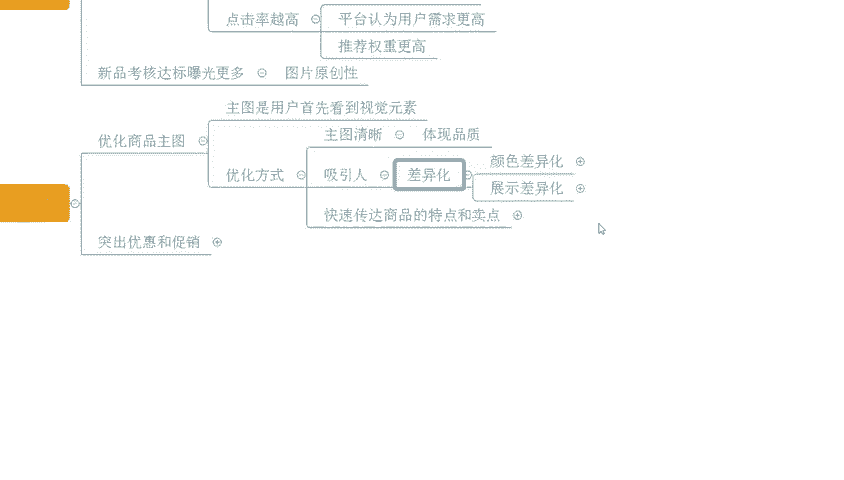 点击率越高
平台认为用户需求更高
推荐权重更高
新品考核达标曝光更多
图片原创性
主图是用户首先看到视觉元素
优化商品主图
主图清晰
体现品质
优化方式
吸引人
差异化
颜色差异化
展示差异化
快速传达商品的特点和卖点
突出优惠和促销